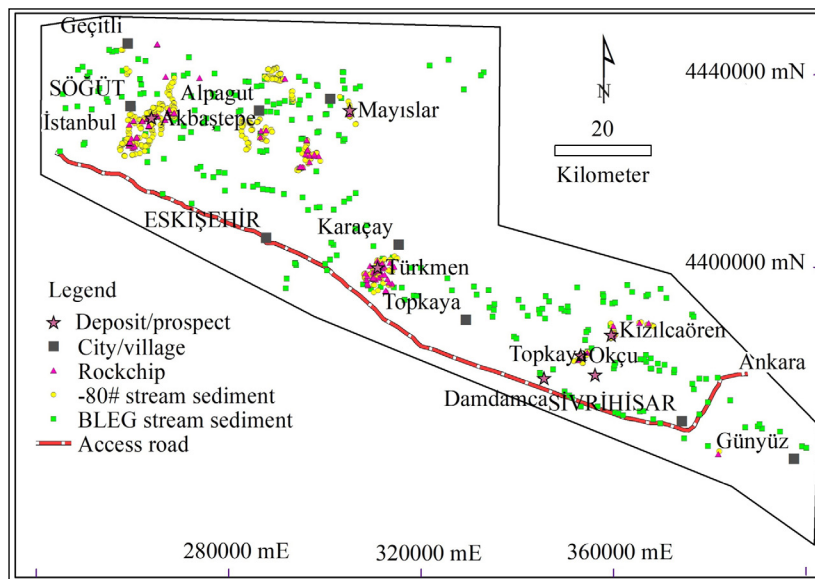 Geçitli
4440000 mN
SÖĞÜT
Alpagut
Mayıslar
İstanbul
Akbaştepe
N
20
Kilometer
ESKİŞEHİR
Karaçay
Türkmen
4400000 mN
Topkaya
Legend
Deposit/prospect
City/village
Rockchip
-80# stream sediment
BLEG stream sediment
Access road
Kızılcaören
Topkaya
Okçu
Ankara
Damdamca
SİVRİHİSAR
Günyüz
280000 mE
320000 mE
360000 mE